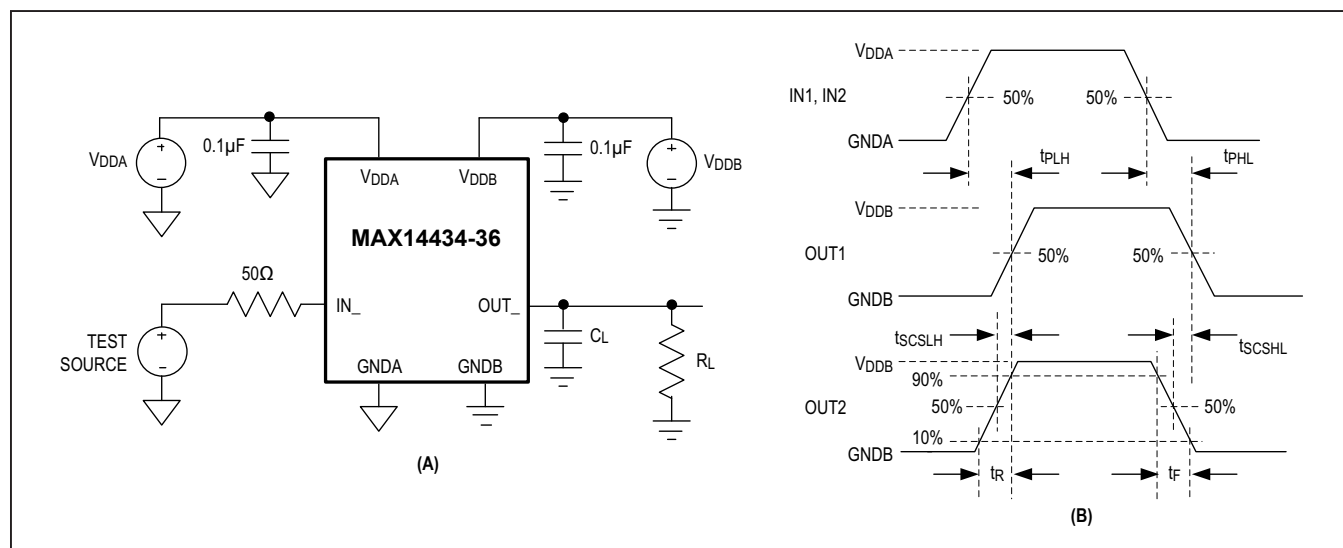 VDDA
0.1µF
0.1µF
VDDB
VDDA
VDDB
MAX14434-36
50Ω
IN_
OUT_
TEST
SOURCE
CL
RL
GNDA
GNDB
(A)
VDDA
IN1, IN2
50%
50%
GNDA
tPLH
tPHL
VDDB
OUT1
50%
50%
GNDB
tSCSLH
tSCSHL
VDDB
90%
OUT2
50%
50%
10%
GNDB
tR
tF
(B)